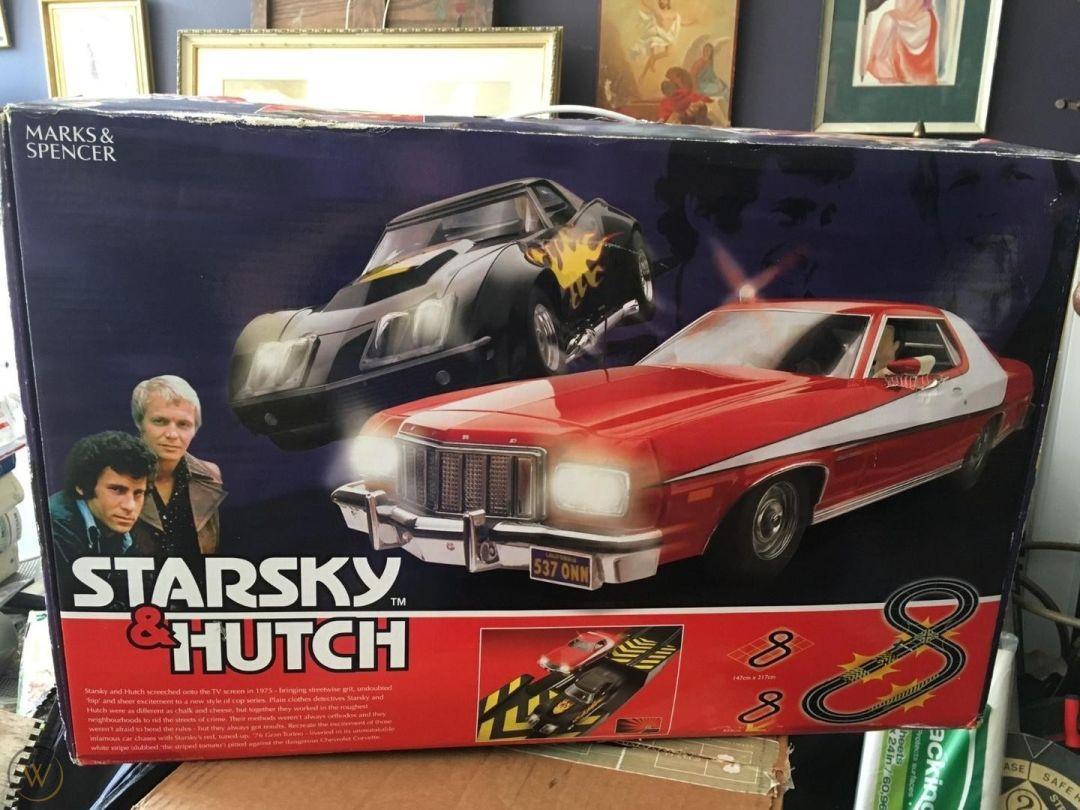 MARKS &
SPENCER
537 ONN
STARSKY™
& HUTCH
Starsky and Hutch screeched onto the TV screen in 1975 - bringing streetwise grit, undoubted
'hip' and sheer excitement to a new style of cop series. Plain clothes detectives Starsky and
Hutch were as different as chalk and cheese, but together they worked in the roughest
neighbourhoods to rid the streets of crime. Their methods weren't always orthodox and they
weren't afraid to bend the rules - but they always got results. Recreate the excitement of those
infamous car chases with Starsky's red, tuned-up, '76 Gran Torino - liveried in its unmistakable
white stripe (dubbed 'the striped tomato') pitted against the dangerous Chevrolet Corvette.
147cm x 217cm
W